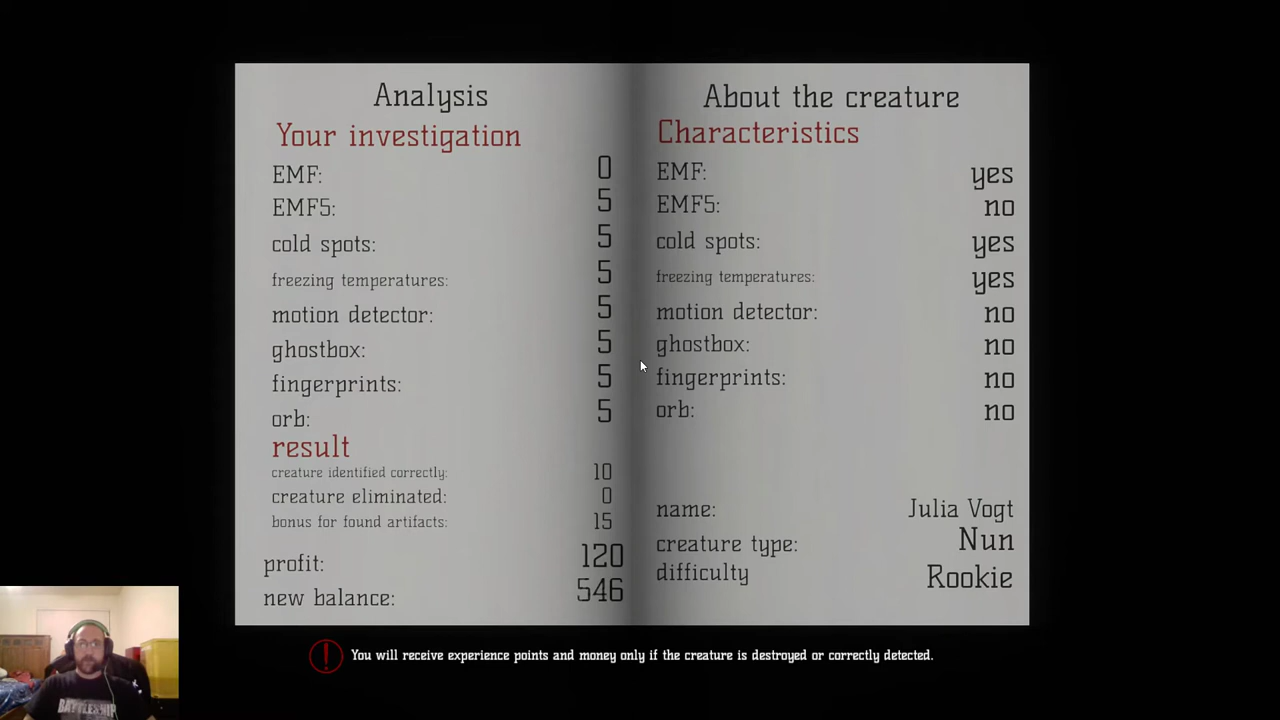 Analysis
Your investigation
EMF: 0
EMF5: 5
cold spots: 5
freezing temperatures: 5
motion detector: 5
ghostbox: 5
fingerprints: 5
orb: 5
result
creature identified correctly: 10
creature eliminated: 0
bonus for found artifacts: 15
profit: 120
new balance: 546
About the creature
Characteristics
EMF: yes
EMF5: no
cold spots: yes
freezing temperatures: yes
motion detector: no
ghostbox: no
fingerprints: no
orb: no
name: Julia Vogt
creature type: Nun
difficulty Rookie
You will receive experience points and money only if the creature is destroyed or correctly detected.
BATTLESHIP